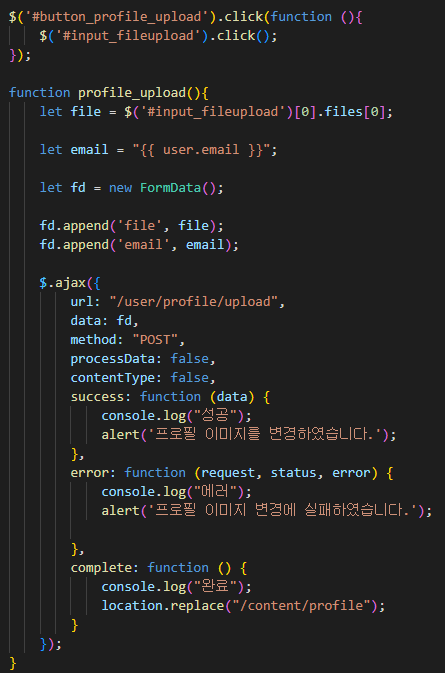 $('#button_profile_upload').click(function (){
$('#input_fileupload').click();
});
function profile_upload(){
let file = $('#input_fileupload')[0].files[0];
let email = "{{ user.email }}";
let fd = new FormData();
fd.append('file', file);
fd.append('email', email);
$.ajax({
url: "/user/profile/upload",
data: fd,
method: "POST",
processData: false,
contentType: false,
success: function (data) {
console.log("성공");
alert('프로필 이미지를 변경하였습니다.');
},
error: function (request, status, error) {
console.log("에러");
alert('프로필 이미지 변경에 실패하였습니다.');
},
complete: function () {
console.log("완료");
location.replace("/content/profile");
}
});
}